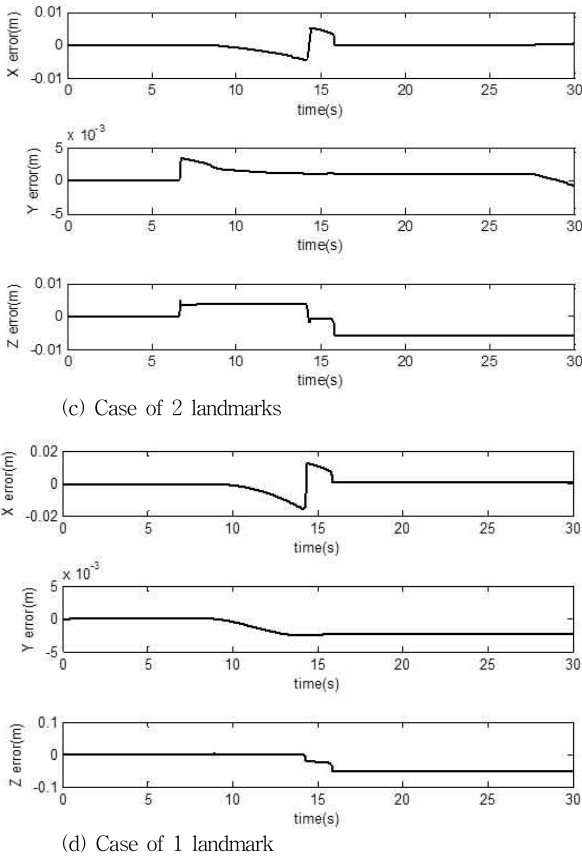 0.01
0
-0.01
X error(m)
0 5 10 15 20 25 30
time(s)
x 10-3
5
0
-5
Y error(m)
0 5 10 15 20 25 30
time(s)
0.01
0
-0.01
Z error(m)
0 5 10 15 20 25 30
time(s)
(c) Case of 2 landmarks
0.02
0
-0.02
X error(m)
0 5 10 15 20 25 30
time(s)
x 10-3
5
0
-5
Y error(m)
0 5 10 15 20 25 30
time(s)
0.1
0
-0.1
Z error(m)
0 5 10 15 20 25 30
time(s)
(d) Case of 1 landmark